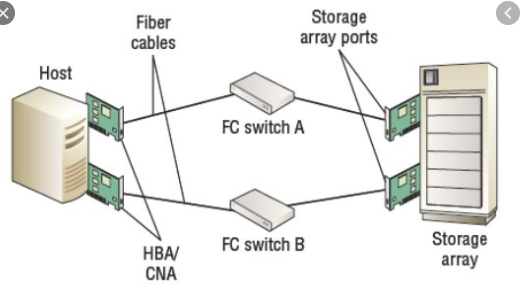 Fiber
cables
Storage
array ports
Host
FC switch A
HBA/
CNA
FC switch B
Storage
array